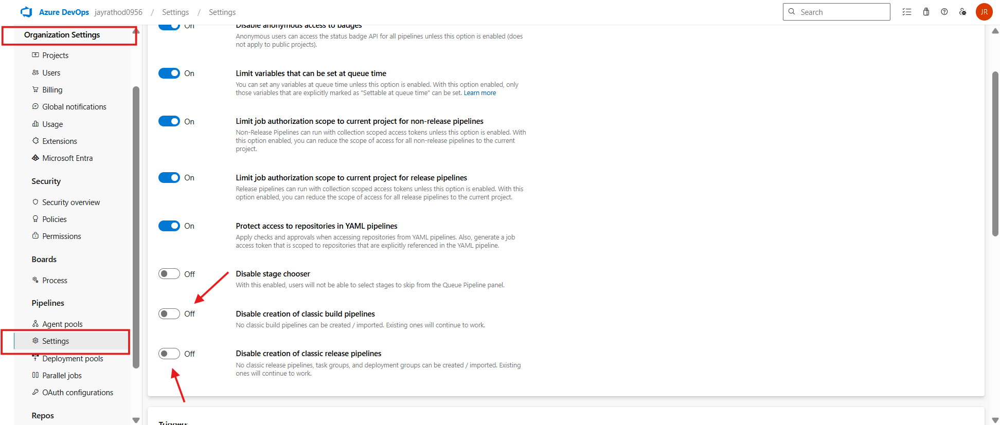 Azure DevOps jayrathod0956 / Settings / Settings
Search
JR
Organization Settings
Projects
Users
Billing
Global notifications
Usage
Extensions
Microsoft Entra
Security
Security overview
Policies
Permissions
Boards
Process
Pipelines
Agent pools
Settings
Deployment pools
Parallel jobs
OAuth configurations
Repos
On
Disable anonymous access to badges
Anonymous users can access the status badge API for all pipelines unless this option is enabled (does
not apply to public projects).
On
Limit variables that can be set at queue time
You can set any variables at queue time unless this option is enabled. With this option enabled, only
those variables that are explicitly marked as "Settable at queue time" can be set. Learn more
On
Limit job authorization scope to current project for non-release pipelines
Non-Release Pipelines can run with collection scoped access tokens unless this option is enabled. With
this option enabled, you can reduce the scope of access for all non-release pipelines to the current
project.
On
Limit job authorization scope to current project for release pipelines
Release pipelines can run with collection scoped access tokens unless this option is enabled. With this
option enabled, you can reduce the scope of access for all release pipelines to the current project.
On
Protect access to repositories in YAML pipelines
Apply checks and approvals when accessing repositories from YAML pipelines. Also, generate a job
access token that is scoped to repositories that are explicitly referenced in the YAML pipeline.
Off
Disable stage chooser
With this enabled, users will not be able to select stages to skip from the Queue Pipeline panel.
Off
Disable creation of classic build pipelines
No classic build pipelines can be created / imported. Existing ones will continue to work.
Off
Disable creation of classic release pipelines
No classic release pipelines, task groups, and deployment groups can be created / imported. Existing
ones will continue to work.
Triggers